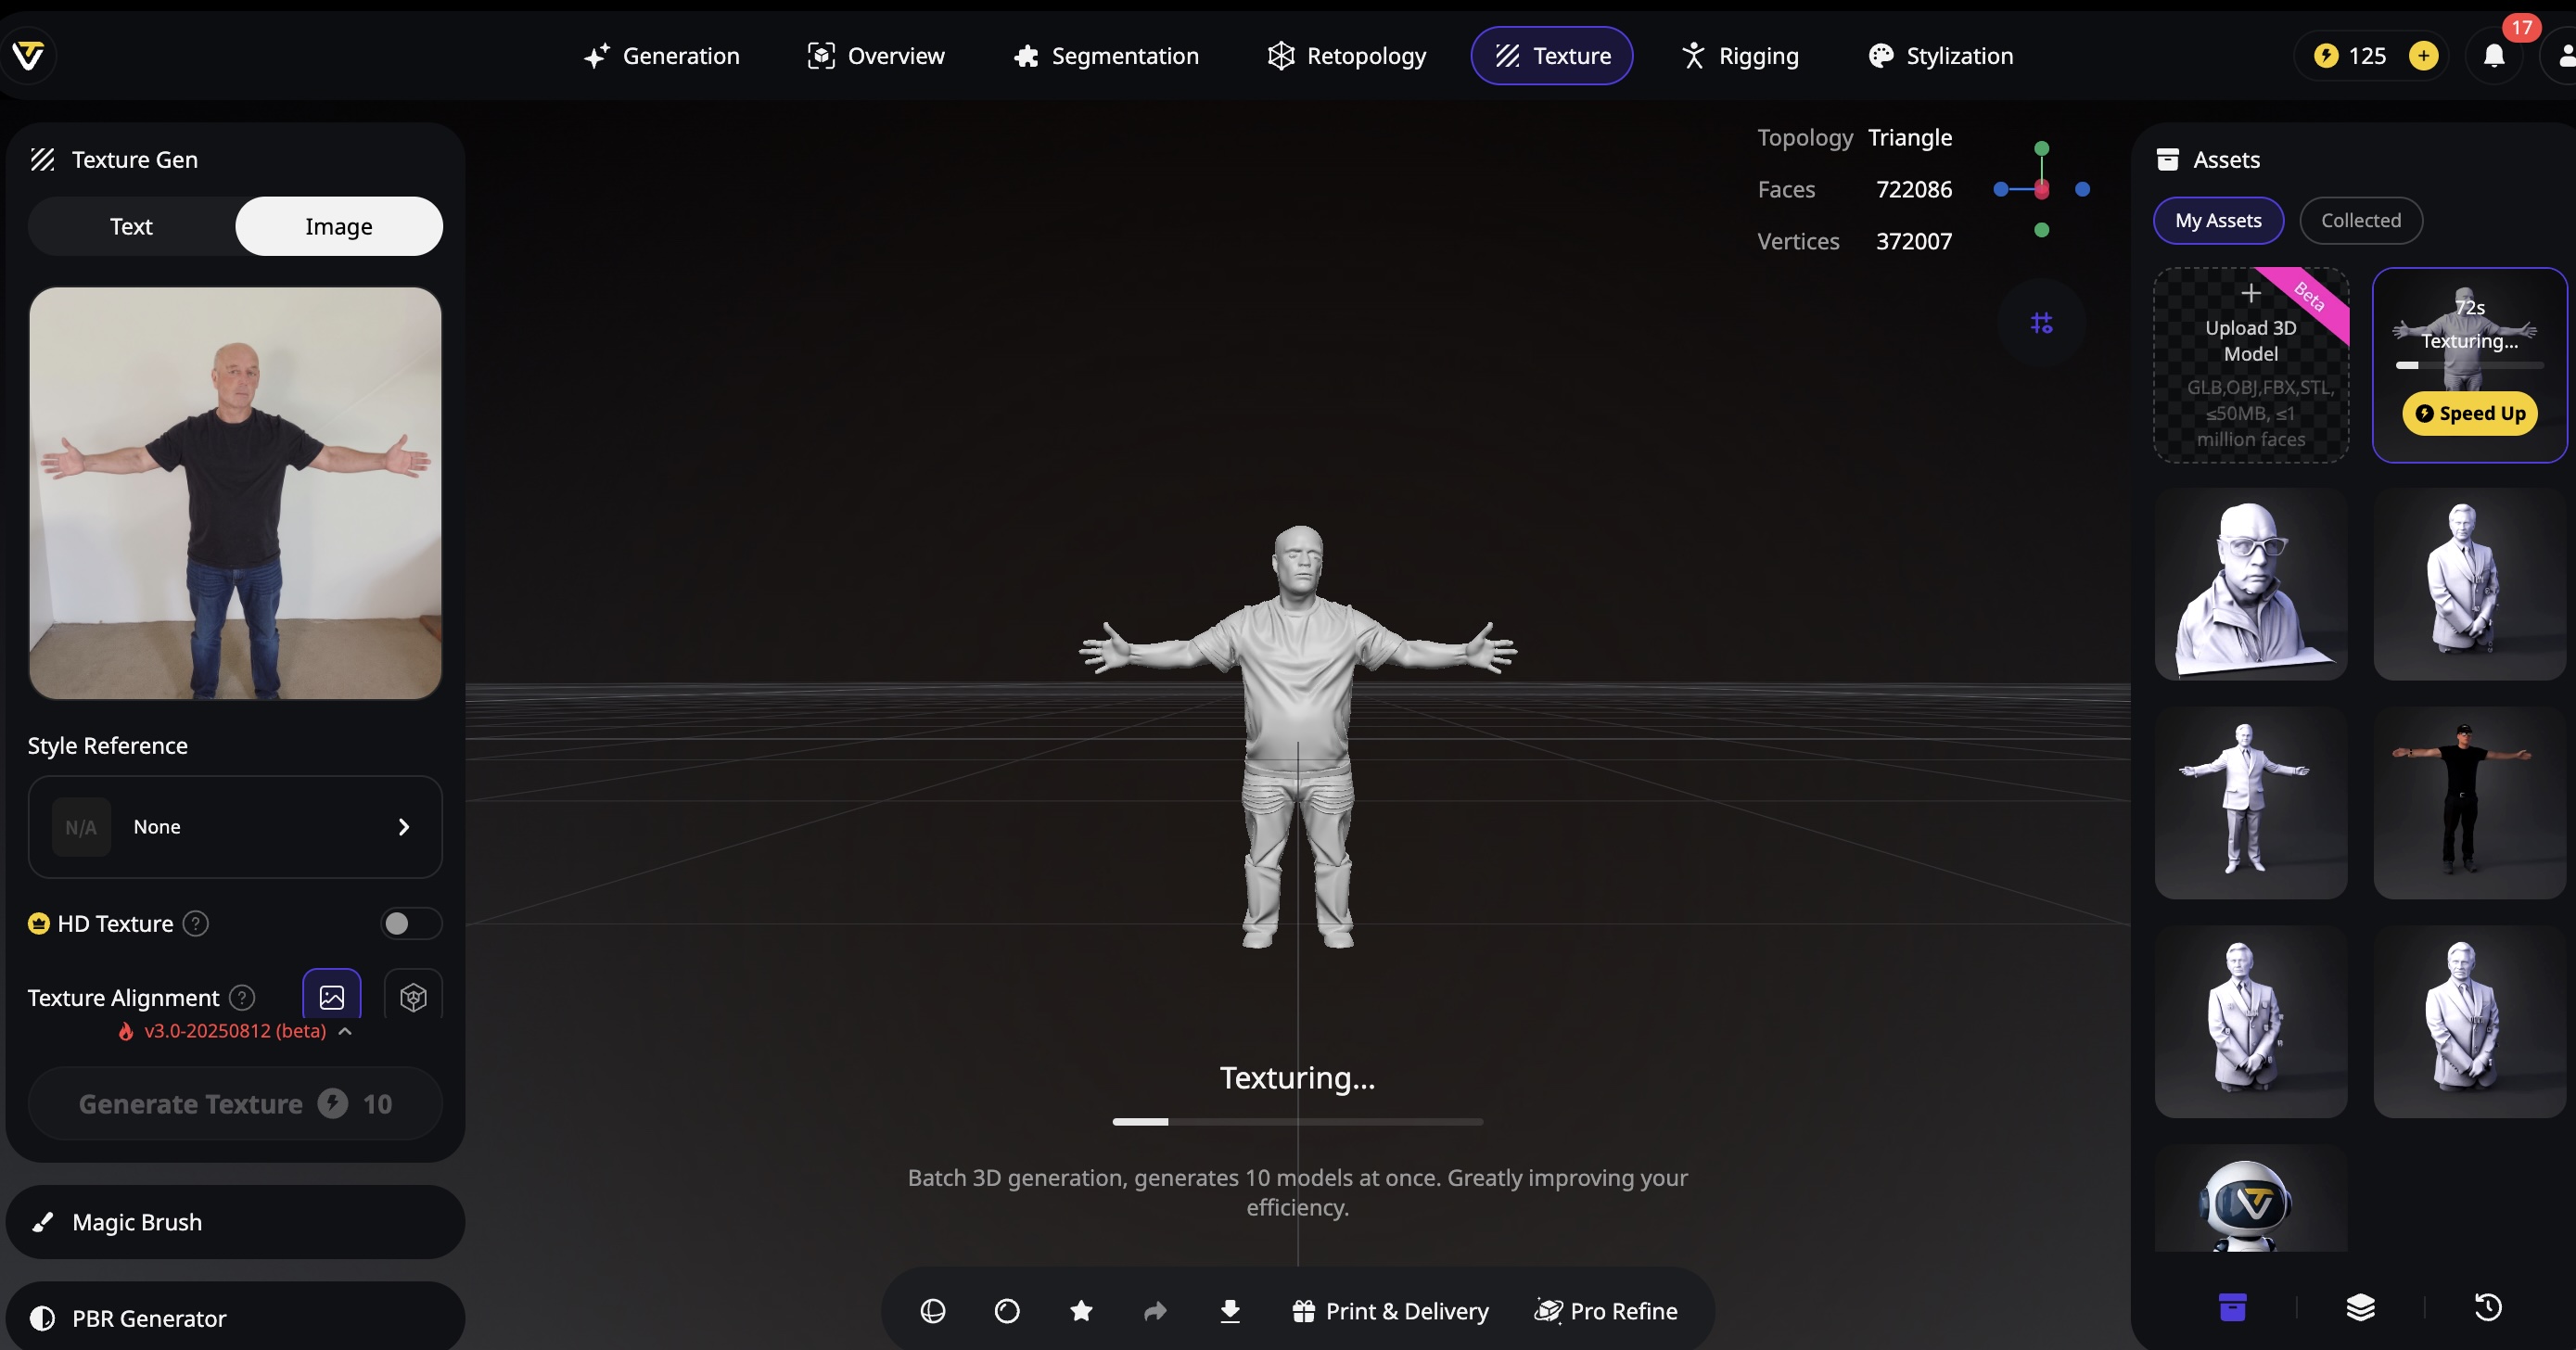 Generation
Overview
Segmentation
Retopology
Texture
Rigging
Stylization
125
17
Texture Gen
Text
Image
Style Reference
N/A
None
HD Texture ?
Texture Alignment ?
v3.0-20250812 (beta)
Generate Texture 10
Magic Brush
PBR Generator
Topology Triangle
Faces 722086
Vertices 372007
Texturing...
Batch 3D generation, generates 10 models at once. Greatly improving your
efficiency.
Print & Delivery
Pro Refine
Assets
My Assets
Collected
Beta
Upload 3D
Model
GLB,OBJ,FBX,STL,
≤50MB, ≤1
million faces
72s
Texturing...
Speed Up